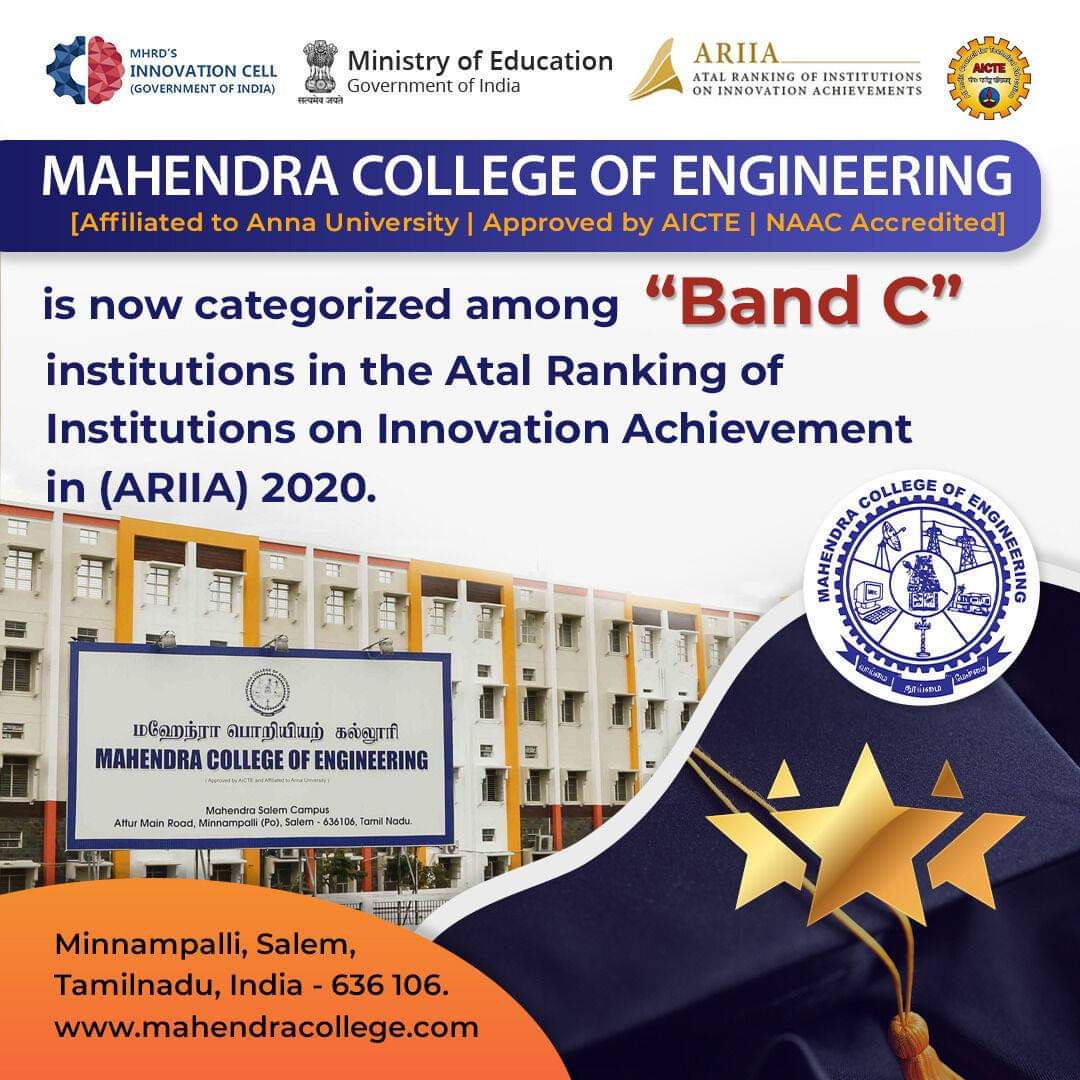 MHRD'S
INNOVATION CELL
(GOVERNMENT OF INDIA)
सत्यमेव जयते
Ministry of Education
Government of India
ARIIA
ATAL RANKING OF INSTITUTIONS
ON INNOVATION ACHIEVEMENTS
AICTE
MAHENDRA COLLEGE OF ENGINEERING
[Affiliated to Anna University | Approved by AICTE | NAAC Accredited]
is now categorized among “Band C”
institutions in the Atal Ranking of
Institutions on Innovation Achievement
in (ARIIA) 2020.
MAHENDRA COLLEGE OF ENGINEERING
வாய்மை தூய்மை மேன்மை
மஹேந்ரா பொறியியற் கல்லூரி
MAHENDRA COLLEGE OF ENGINEERING
( Approved by AICTE and Affiliated to Anna University )
Mahendra Salem Campus
Attur Main Road, Minnampalli (Po), Salem - 636106, Tamil Nadu.
Minnampalli, Salem,
Tamilnadu, India - 636 106.
www.mahendracollege.com